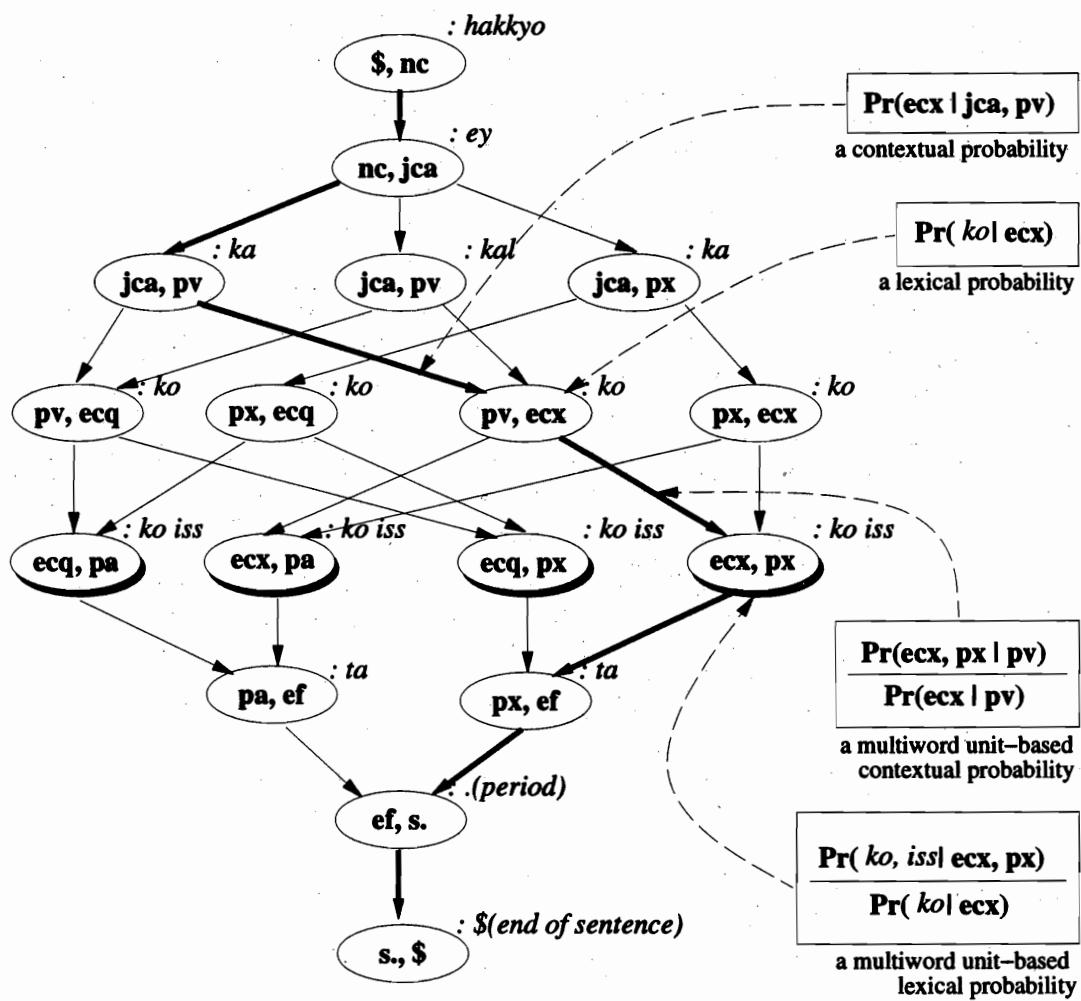 : hakkyo
$, nc
Pr(ecx | jca, pv)
a contextual probability
: ey
nc, jca
Pr( ko| ecx)
a lexical probability
: ka
: kal
: ka
jca, pv
jca, pv
jca, px
: ko
: ko
: ko
: ko
pv, ecq
px, ecq
pv, ecx
px, ecx
: ko iss
: ko iss
: ko iss
: ko iss
ecq, pa
ecx, pa
ecq, px
ecx, px
Pr(ecx, px | pv)
Pr(ecx | pv)
a multiword unit–based
contextual probability
: ta
: ta
pa, ef
px, ef
: .(period)
ef, s.
Pr( ko, iss| ecx, px)
Pr( ko| ecx)
a multiword unit–based
lexical probability
: $(end of sentence)
s., $